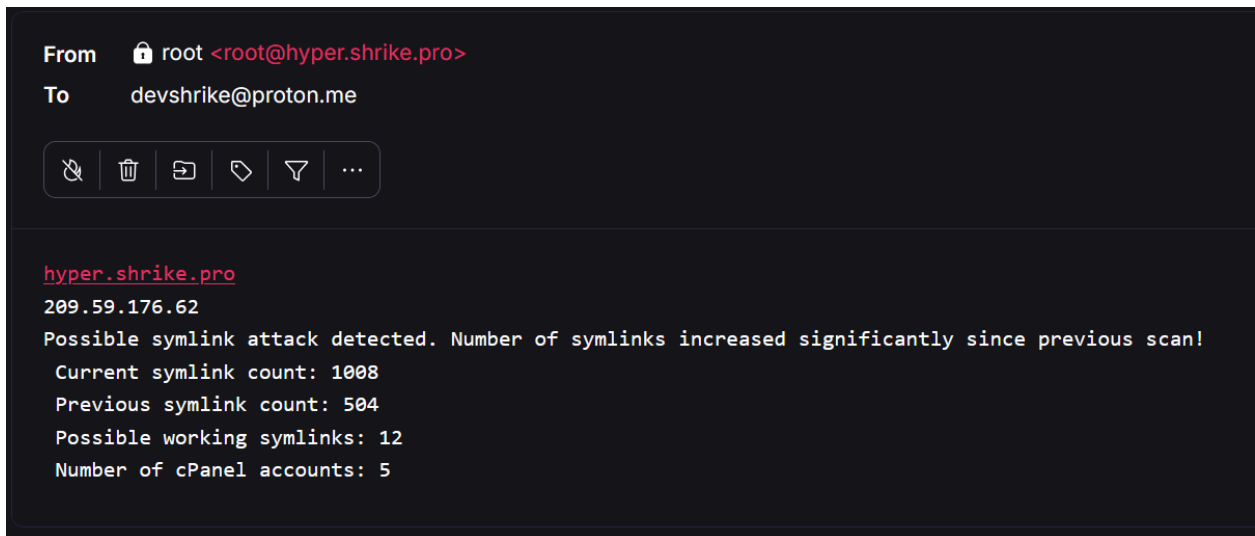 From root <root@hyper.shrike.pro>
To devshrike@proton.me
hyper.shrike.pro
209.59.176.62
Possible symlink attack detected. Number of symlinks increased significantly since previous scan!
Current symlink count: 1008
Previous symlink count: 504
Possible working symlinks: 12
Number of cPanel accounts: 5